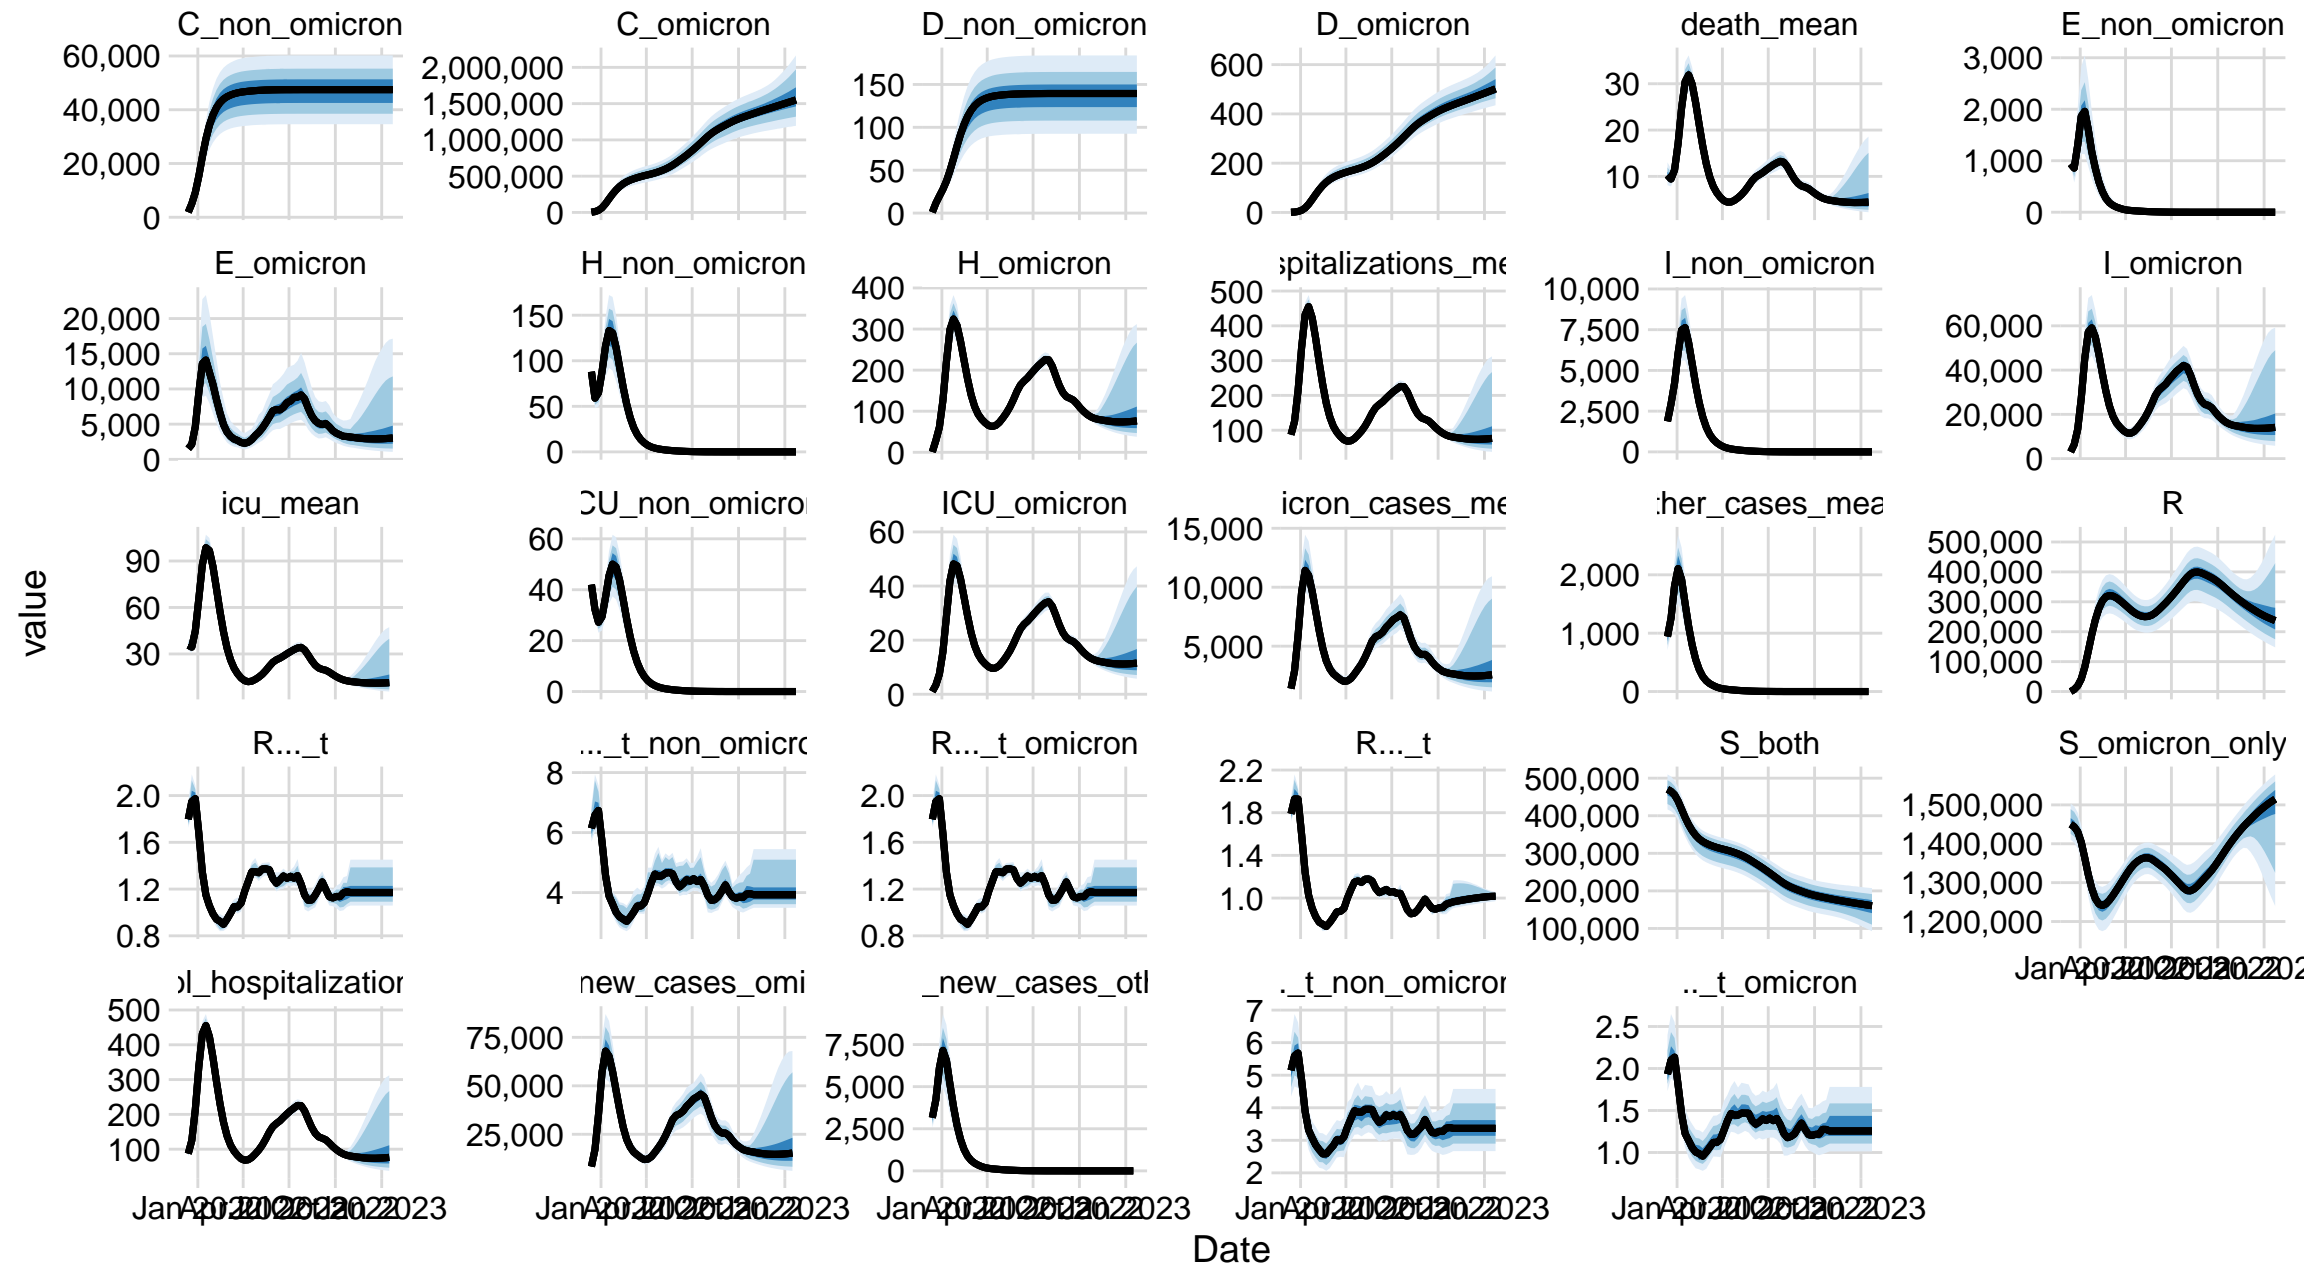 C_non_omicron C_omicron D_non_omicron D_omicron death_mean E_non_omicron
60,000 40,000 20,000 0
2,000,000 1,500,000 1,000,000 500,000 0
150 100 50 0
600 400 200 0
30 20 10
3,000 2,000 1,000 0
E_omicron H_non_omicron H_omicron spitalizations_me I_non_omicron I_omicron
20,000 15,000 10,000 5,000 0
150 100 50 0
400 300 200 100 0
500 400 300 200 100
10,000 7,500 5,000 2,500 0
60,000 40,000 20,000 0
value
icu_mean CU_non_omicron ICU_omicron icron_cases_me ther_cases_mea R
90 60 30
60 40 20 0
60 40 20 0
15,000 10,000 5,000
2,000 1,000 0
500,000 400,000 300,000 200,000 100,000 0
R..._t ..._t_non_omicro R..._t_omicron R..._t S_both S_omicron_only
2.0 1.6 1.2 0.8
8 6 4
2.0 1.6 1.2 0.8
2.2 1.8 1.4 1.0
500,000 400,000 300,000 200,000 100,000
1,500,000 1,400,000 1,300,000 1,200,000
ol_hospitalization new_cases_omi _new_cases_oth ._t_non_omicron .._t_omicron
500 400 300 200 100
75,000 50,000 25,000
7,500 5,000 2,500 0
7 6 5 4 3 2
2.5 2.0 1.5 1.0
Date